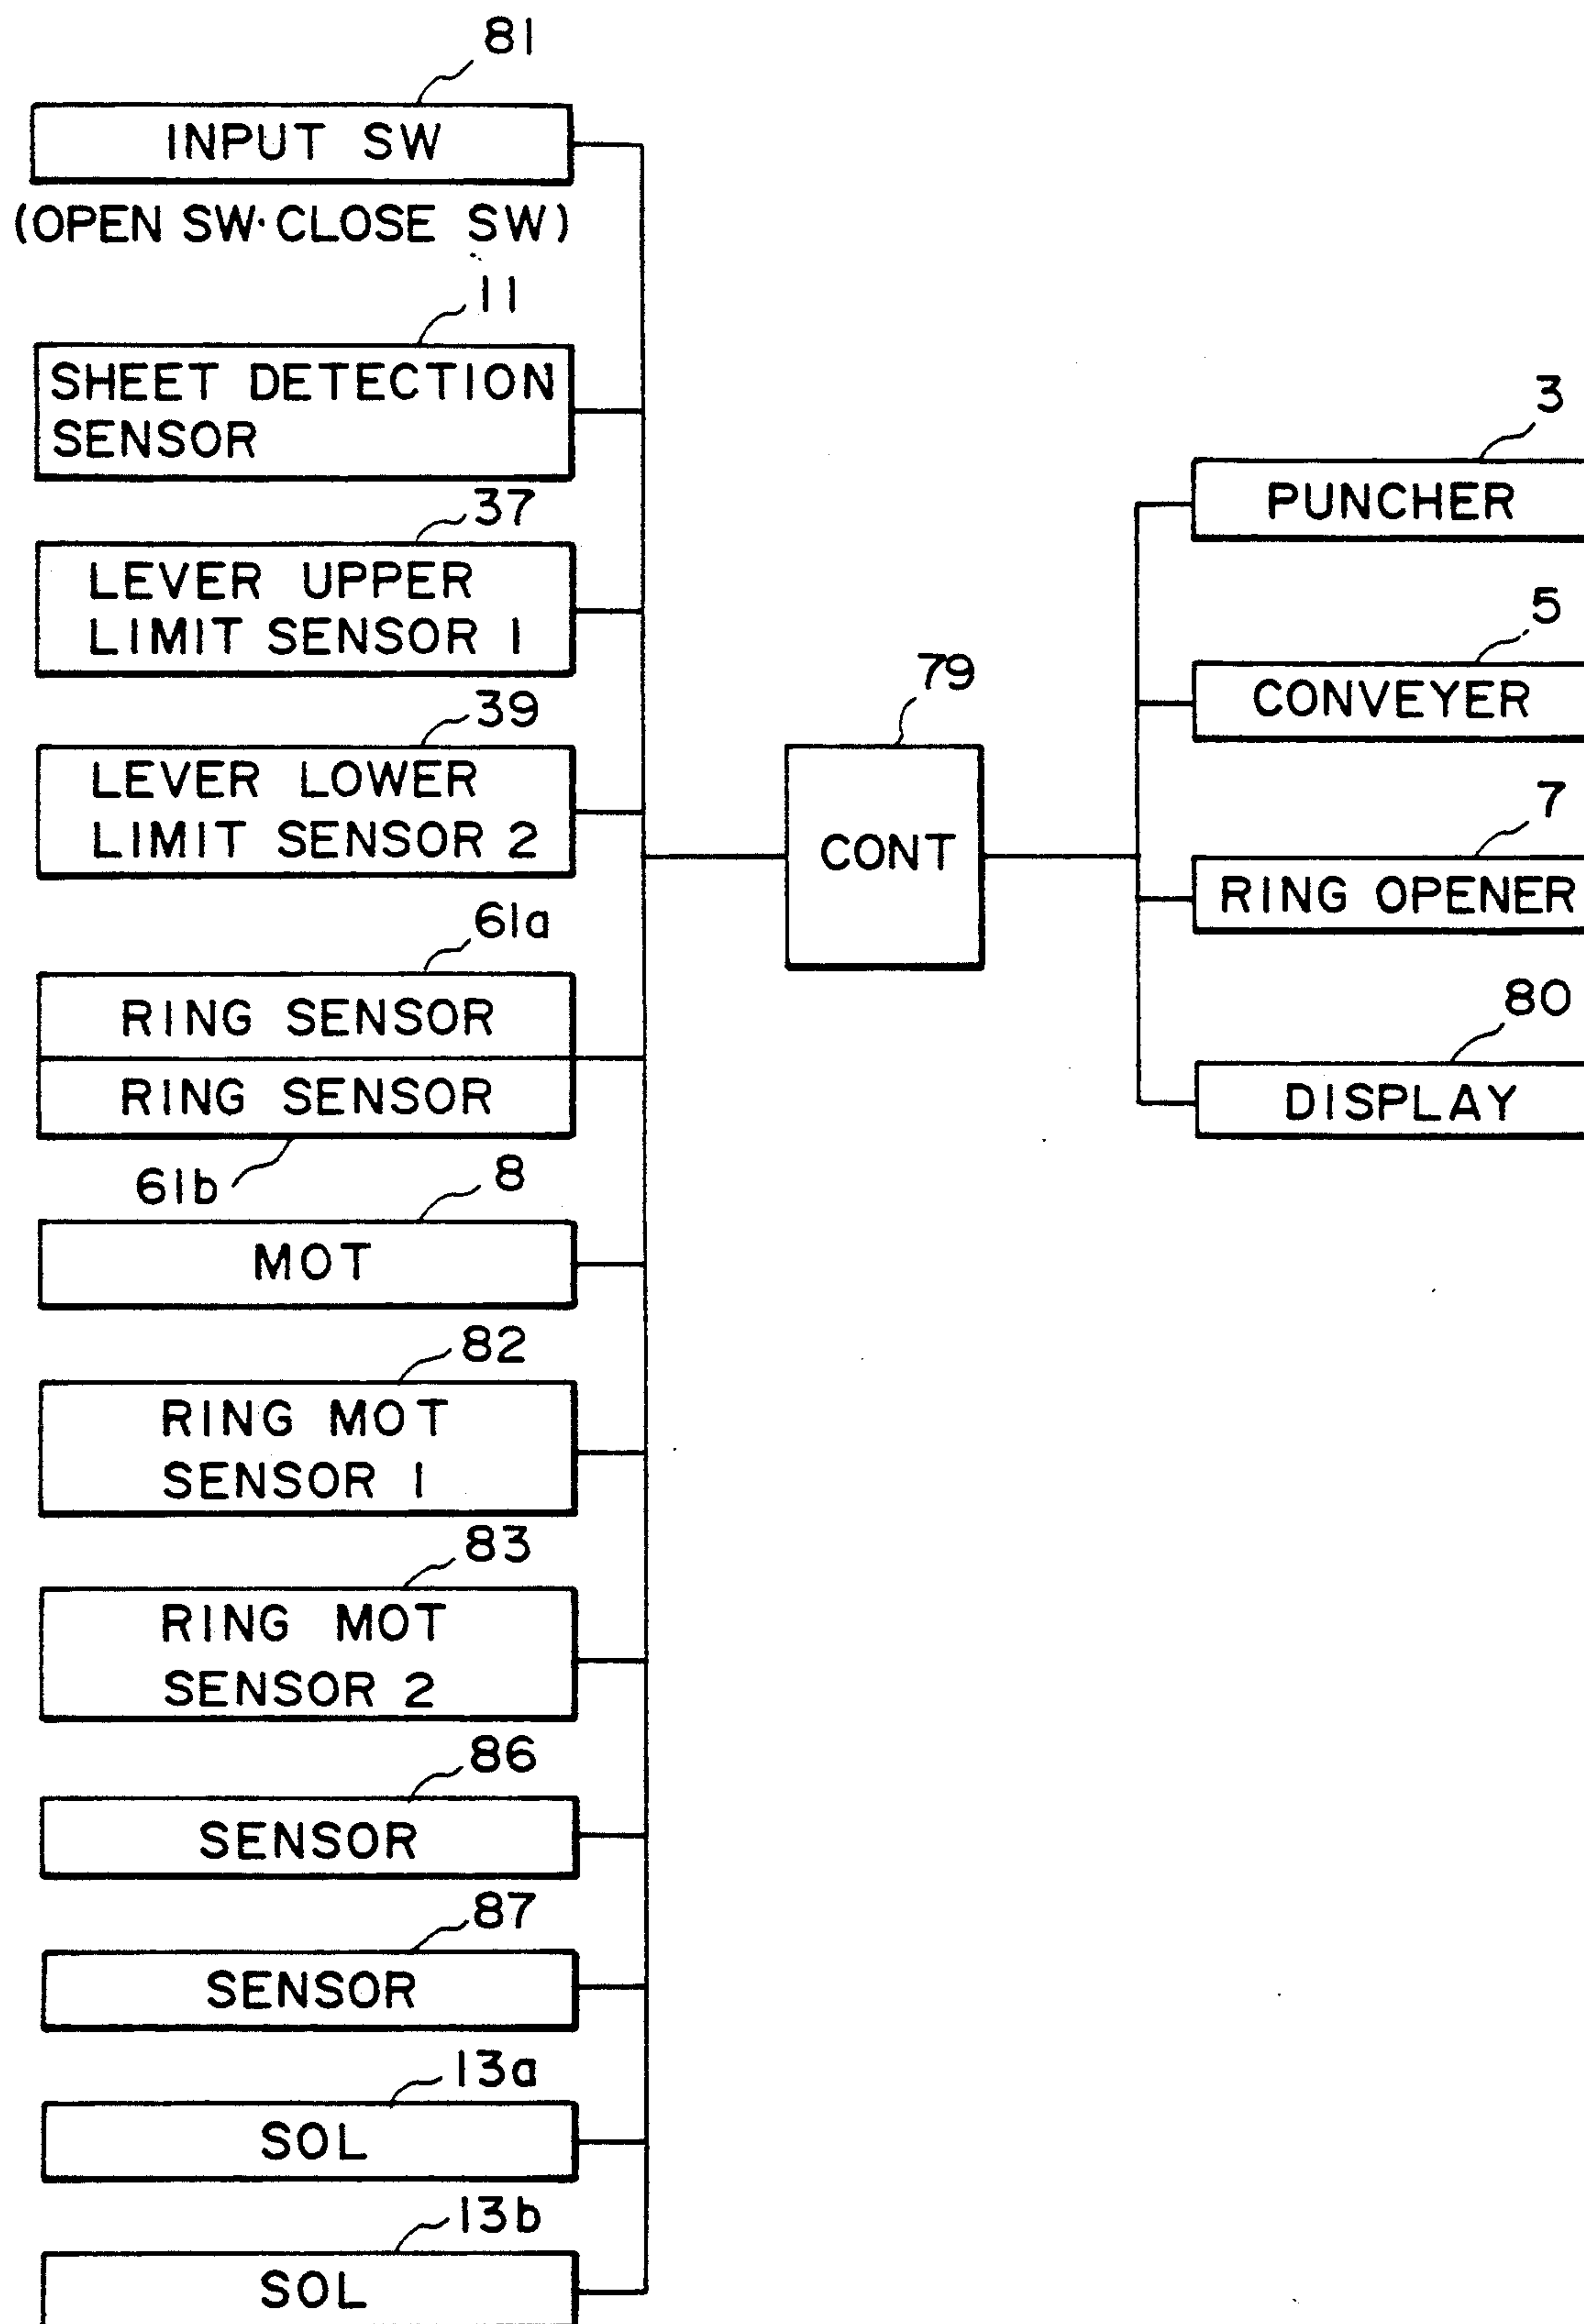 81
INPUT SW
(OPEN SW·CLOSE SW)
11
SHEET DETECTION
SENSOR
37
LEVER UPPER
LIMIT SENSOR 1
39
LEVER LOWER
LIMIT SENSOR 2
61a
RING SENSOR
RING SENSOR
61b
8
MOT
82
RING MOT
SENSOR 1
83
RING MOT
SENSOR 2
86
SENSOR
87
SENSOR
13a
SOL
13b
SOL
79
CONT
3
PUNCHER
5
CONVEYER
7
RING OPENER
80
DISPLAY